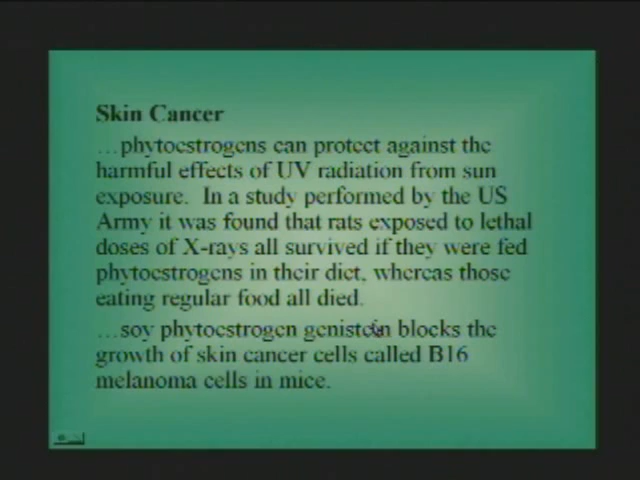 Skin Cancer
...phytoestrogens can protect against the
harmful effects of UV radiation from sun
exposure. In a study performed by the US
Army it was found that rats exposed to lethal
doses of X-rays all survived if they were fed
phytoestrogens in their diet, whereas those
eating regular food all died.
...soy phytoestrogen genistein blocks the
growth of skin cancer cells called B16
melanoma cells in mice.